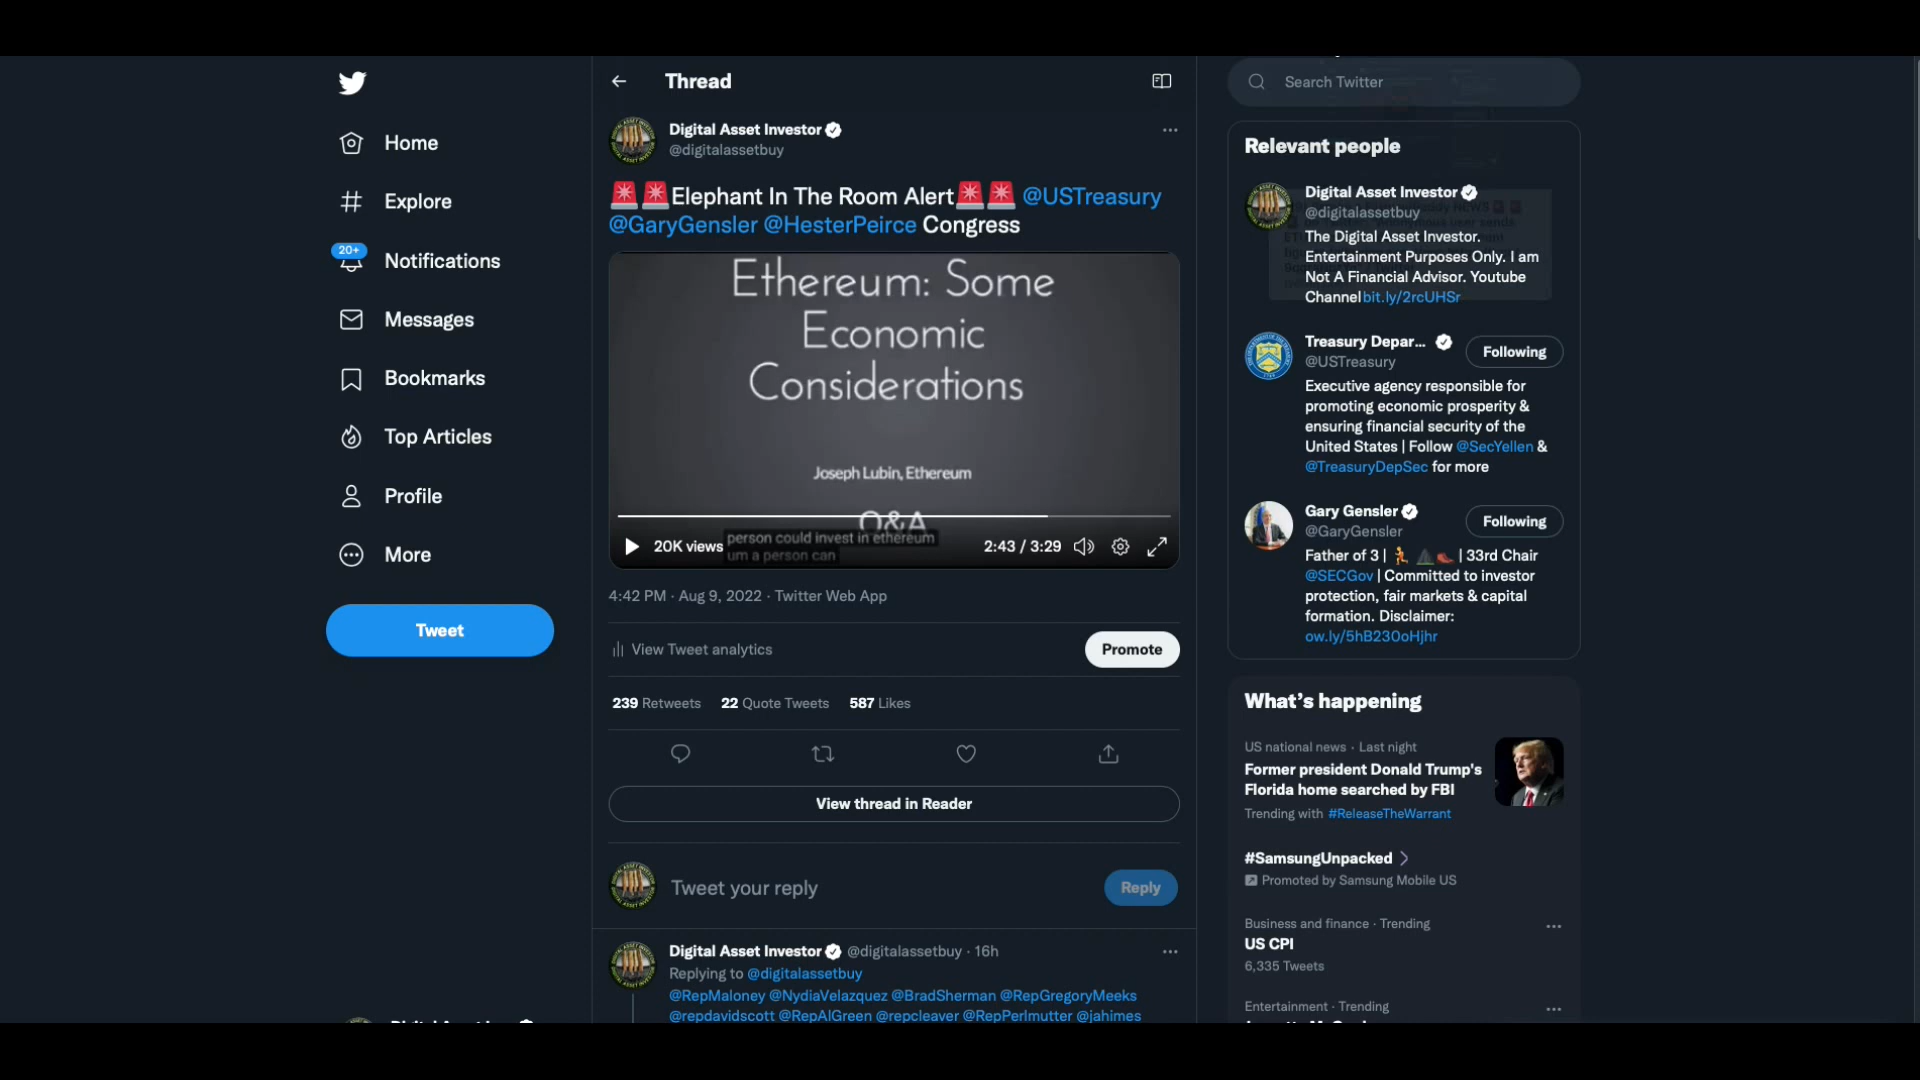 Home
Explore
20+
Notifications
Messages
Bookmarks
Top Articles
Profile
More
Tweet
Thread
Digital Asset Investor
@digitalassetbuy
Elephant In The Room Alert @USTreasury
@GaryGensler @HesterPeirce Congress
Ethereum: Some
Economic
Considerations
Joseph Lubin, Ethereum
Q&A
person could invest in ethereum
um a person can
20K views
2:43 / 3:29
4:42 PM · Aug 9, 2022 · Twitter Web App
View Tweet analytics
Promote
239 Retweets 22 Quote Tweets 587 Likes
View thread in Reader
Tweet your reply
Reply
Digital Asset Investor @digitalassetbuy · 16h
Replying to @digitalassetbuy
@RepMaloney @NydiaVelazquez @BradSherman @RepGregoryMeeks
@repdavidscott @RepAlGreen @repcleaver @RepPerlmutter @jahimes
Search Twitter
Relevant people
Digital Asset Investor
@digitalassetbuy
The Digital Asset Investor.
Entertainment Purposes Only. I am
Not A Financial Advisor. Youtube
Channel bit.ly/2rcUHSr
Treasury Depar...
@USTreasury
Following
Executive agency responsible for
promoting economic prosperity &
ensuring financial security of the
United States | Follow @SecYellen &
@TreasuryDepSec for more
Gary Gensler
@GaryGensler
Following
Father of 3 | | 33rd Chair
@SECGov | Committed to investor
protection, fair markets & capital
formation. Disclaimer:
ow.ly/5hB230oHjhr
What's happening
US national news · Last night
Former president Donald Trump's
Florida home searched by FBI
Trending with #ReleaseTheWarrant
#SamsungUnpacked
Promoted by Samsung Mobile US
Business and finance · Trending
US CPI
6,335 Tweets
Entertainment · Trending